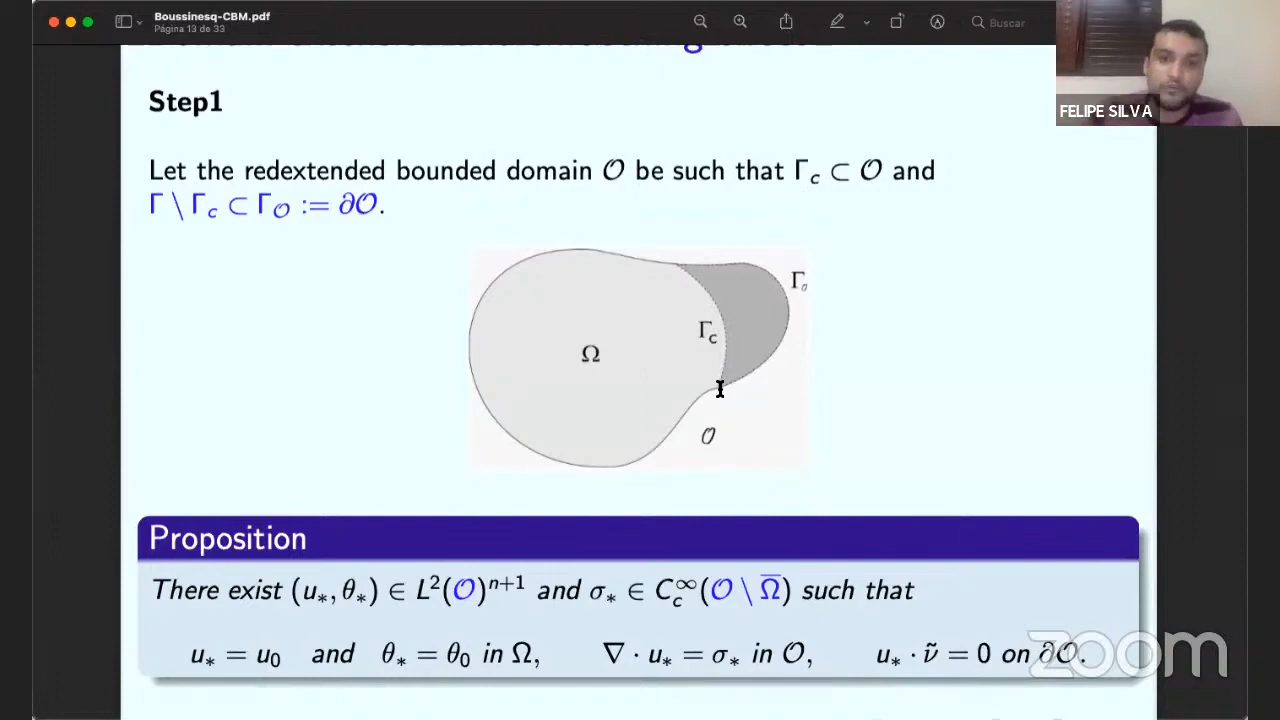 Boussinesq-CBM.pdf
Página 13 de 33
Buscar
FELIPE SILVA
Step1
Let the redextended bounded domain 𝒪 be such that Γ_c ⊂ 𝒪 and
Γ \ Γ_c ⊂ Γ_𝒪 := ∂𝒪.
Γ_𝒪
Γ_c
Ω
𝒪
Proposition
There exist (u_*, θ_*) ∈ L²(𝒪)ⁿ⁺¹ and σ_* ∈ C_c^∞(𝒪 \ Ω̅) such that
u_* = u_0 and θ_* = θ_0 in Ω, ∇ · u_* = σ_* in 𝒪, u_* · ν̃ = 0 on ∂𝒪.
zoom